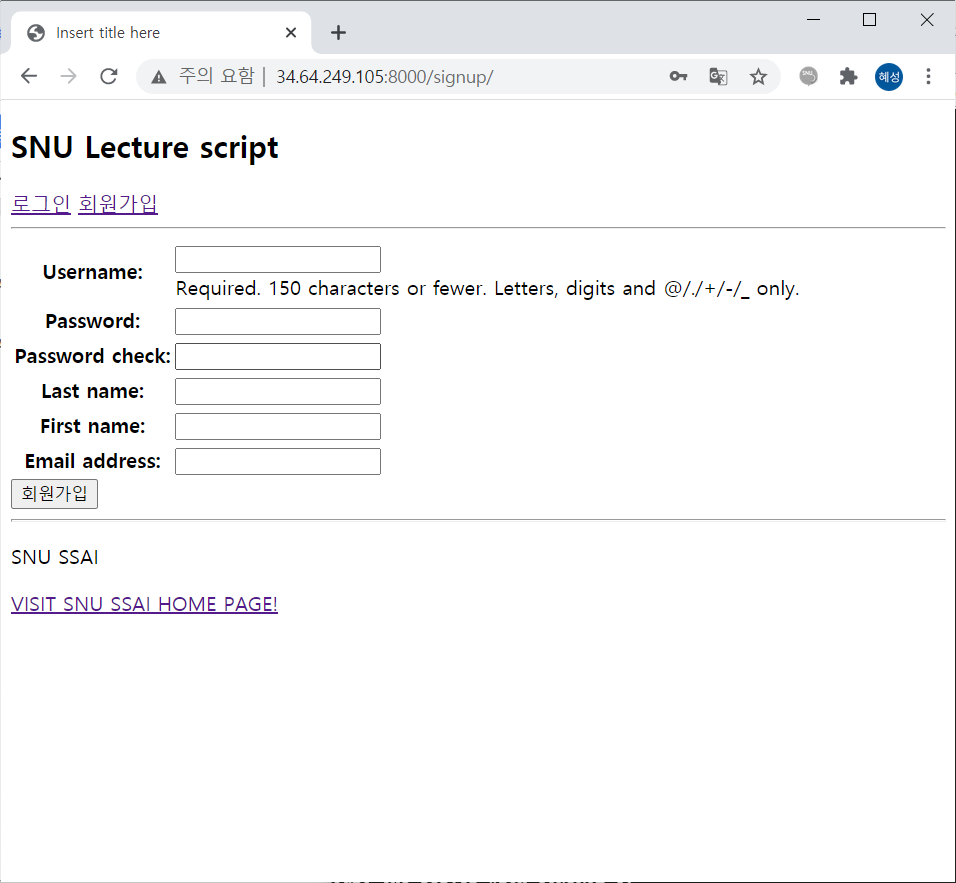 Insert title here
주의 요함 | 34.64.249.105:8000/signup/
혜성
SNU Lecture script
로그인 회원가입
Username:
Required. 150 characters or fewer. Letters, digits and @/./+/-/_ only.
Password:
Password check:
Last name:
First name:
Email address:
회원가입
SNU SSAI
VISIT SNU SSAI HOME PAGE!